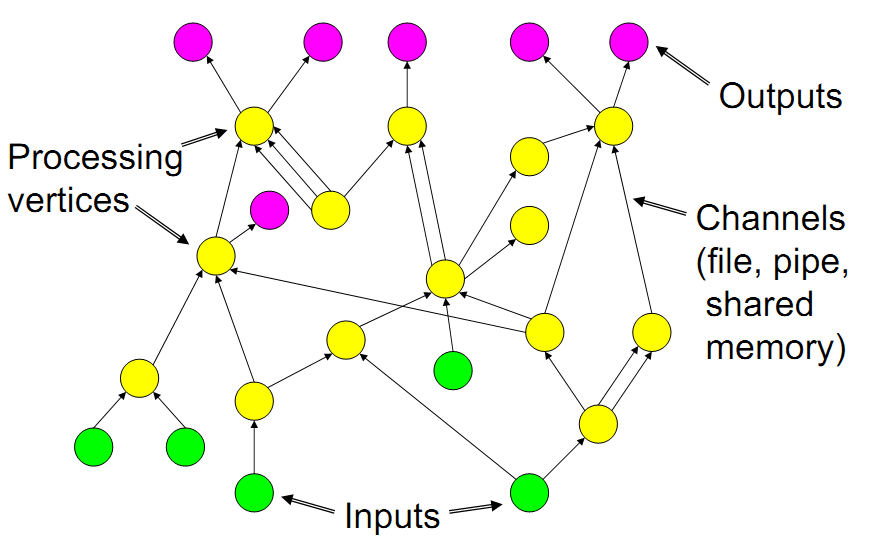 Outputs
Processing
vertices
Channels
(file, pipe,
shared
memory)
Inputs